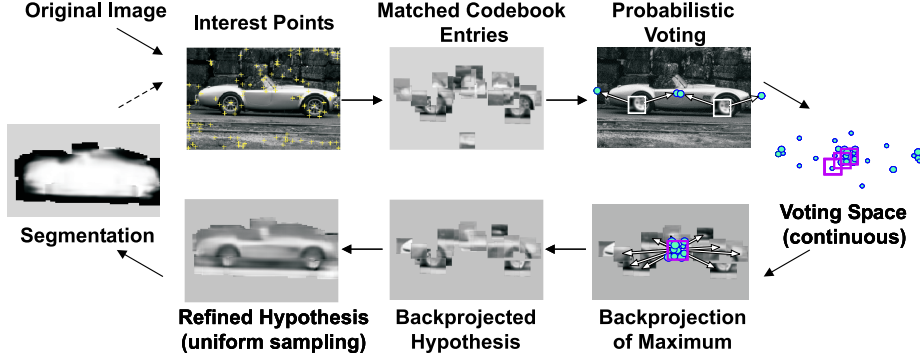 Original Image
Interest Points
Matched Codebook
Entries
Probabilistic
Voting
Segmentation
Voting Space
(continuous)
Refined Hypothesis
(uniform sampling)
Backprojected
Hypothesis
Backprojection
of Maximum